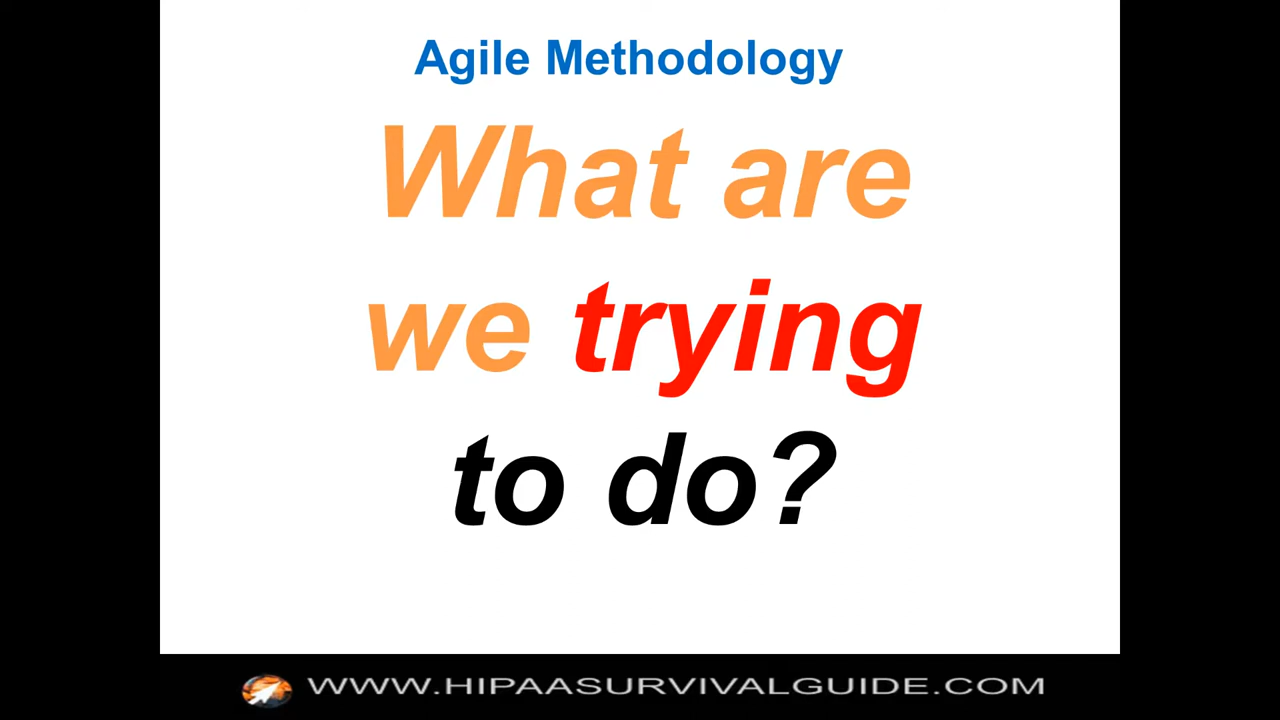 Agile Methodology
What are
we trying
to do?
WWW.HIPAASURVIVALGUIDE.COM